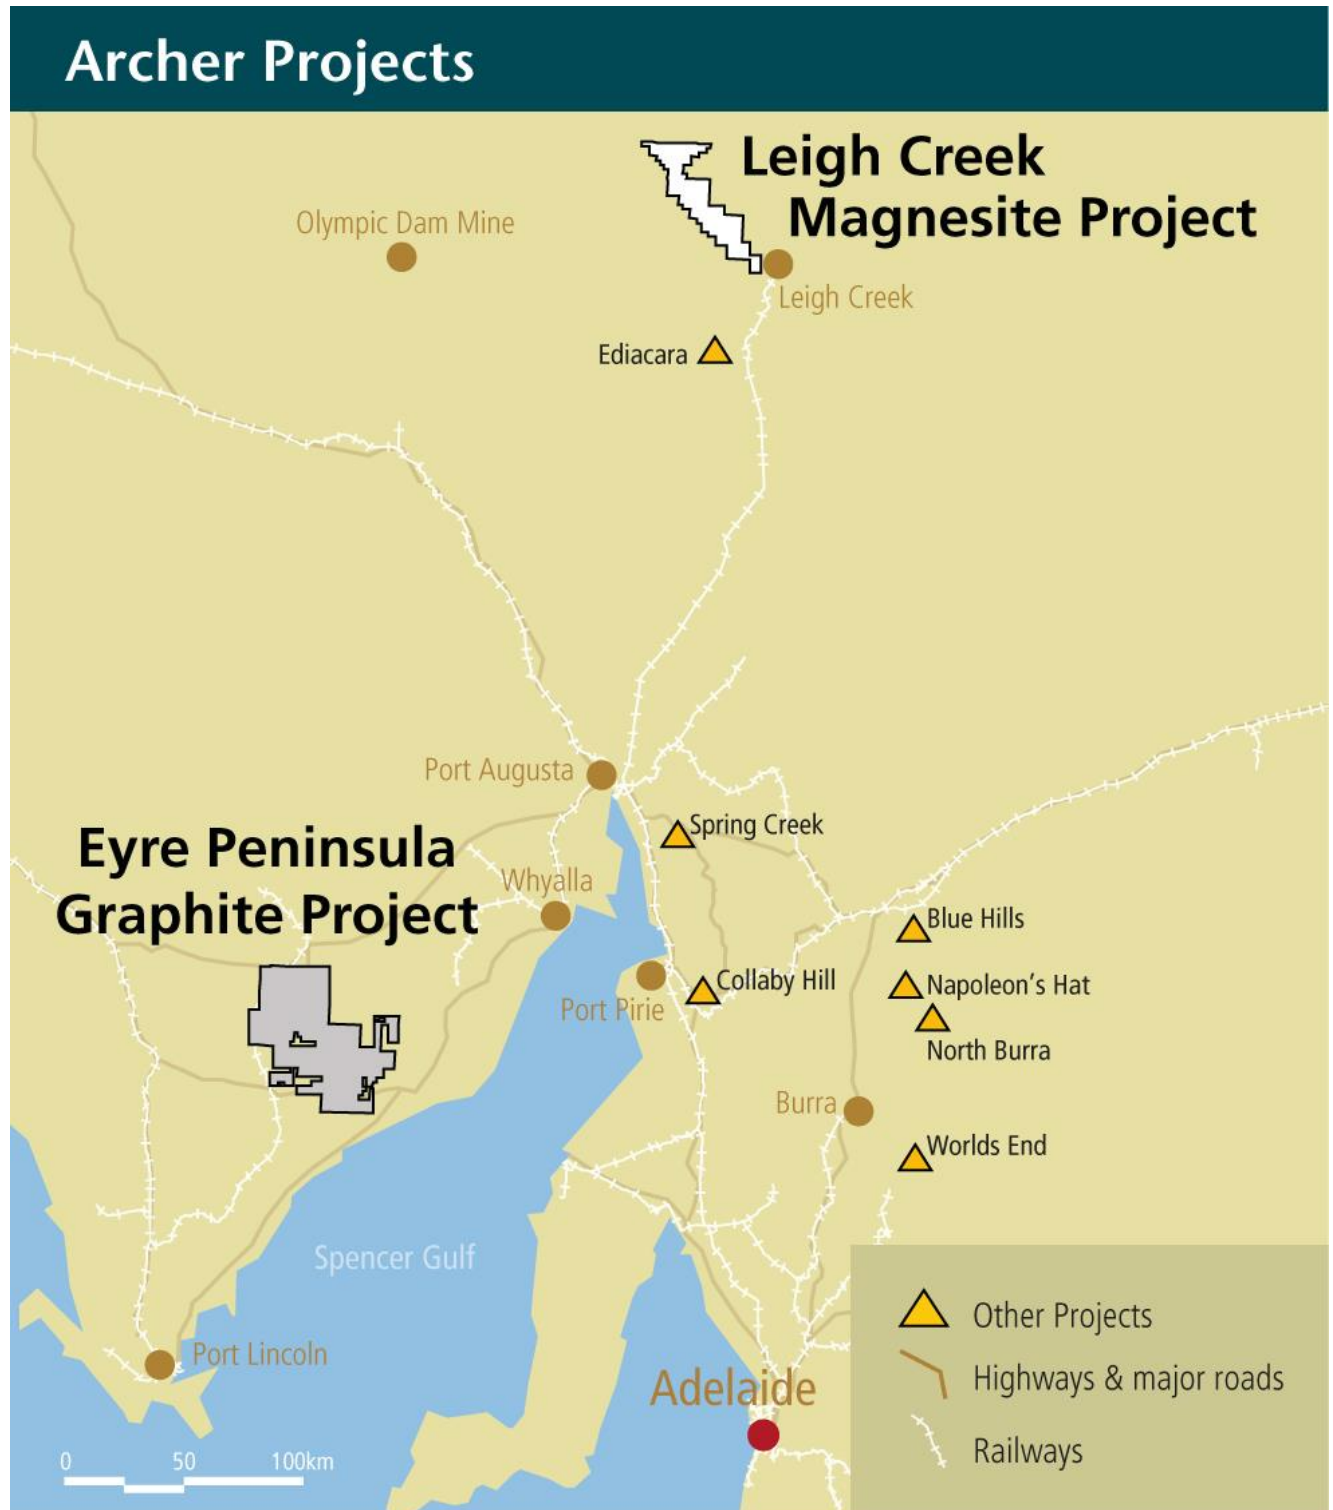 Archer Projects
Leigh Creek
Magnesite Project
Olympic Dam Mine
Leigh Creek
Ediacara
Port Augusta
Spring Creek
Eyre Peninsula
Graphite Project
Whyalla
Blue Hills
Collaby Hill
Napoleon's Hat
Port Pirie
North Burra
Burra
Worlds End
Spencer Gulf
Other Projects
Port Lincoln
Highways & major roads
Adelaide
Railways
0 50 100km